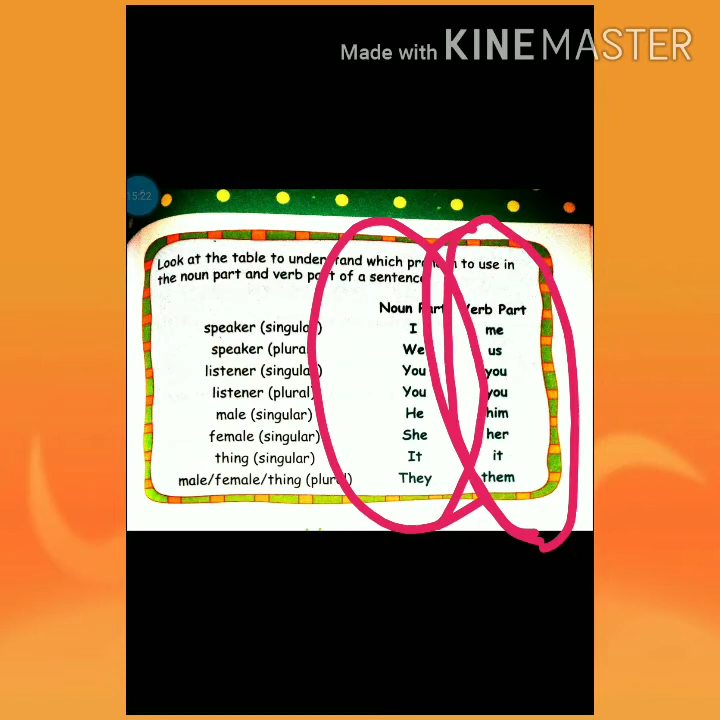 Made with KINEMASTER
15:22
Look at the table to understand which pronoun to use in
the noun part and verb part of a sentence
Noun Part Verb Part
speaker (singular) I me
speaker (plural) We us
listener (singular) You you
listener (plural) You you
male (singular) He him
female (singular) She her
thing (singular) It it
male/female/thing (plural) They them